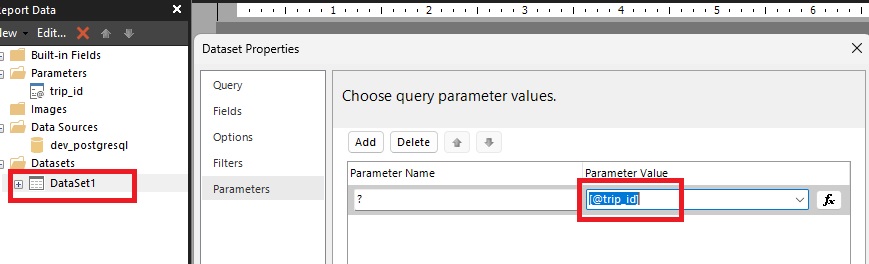 Report Data
New Edit...
Built-in Fields
Parameters
trip_id
Images
Data Sources
dev_postgresql
Datasets
DataSet1
1 2 3 4 5 6
Dataset Properties
Query
Fields
Options
Filters
Parameters
Choose query parameter values.
Add Delete
Parameter Name Parameter Value
? [@trip_id] fx